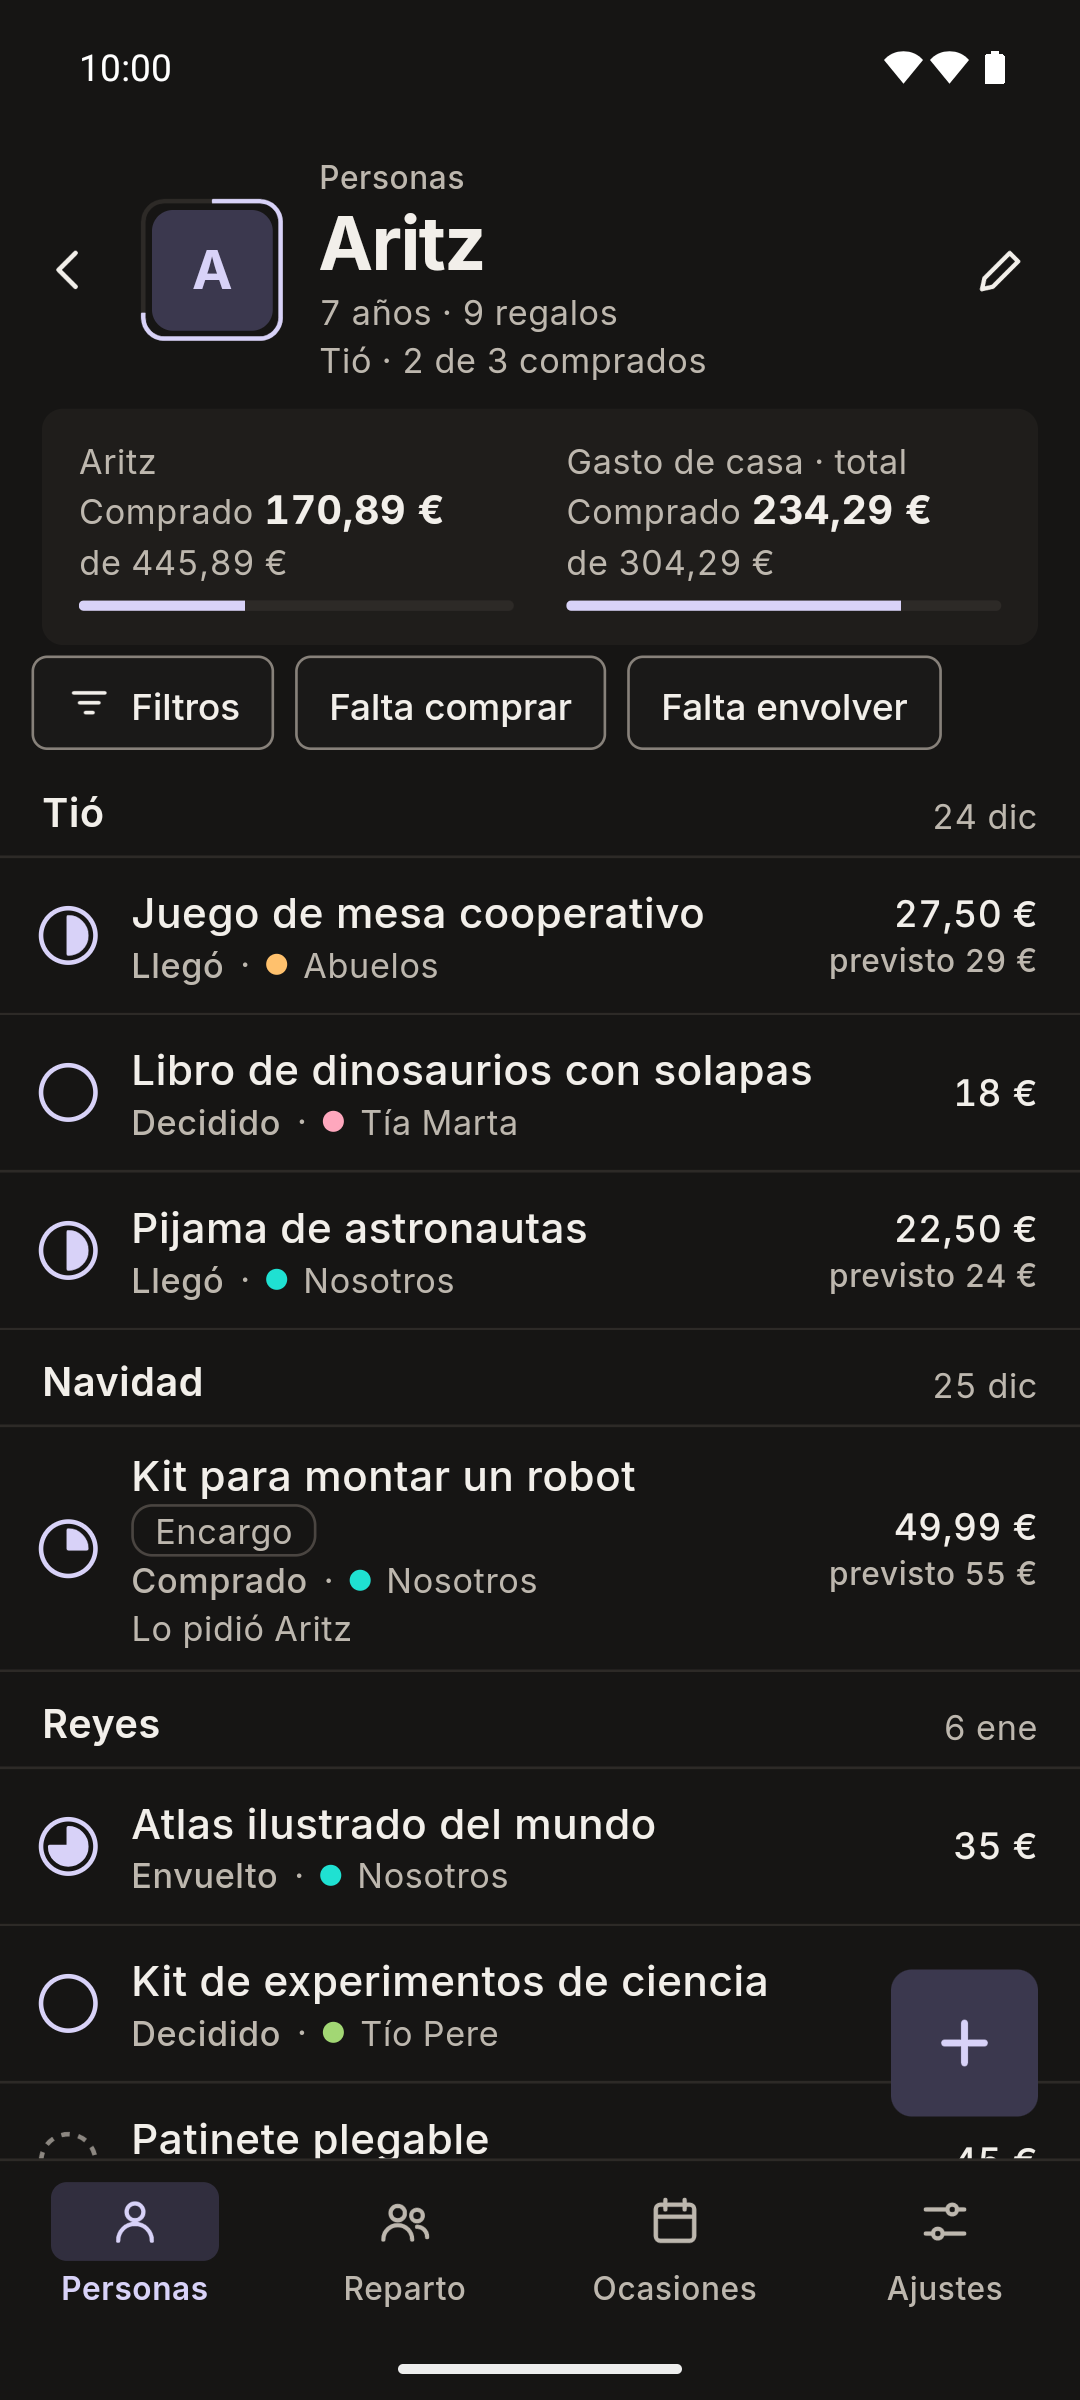 10:00
Personas
A
Aritz
7 años · 9 regalos
Tió · 2 de 3 comprados
Aritz
Comprado 170,89 €
de 445,89 €
Gasto de casa · total
Comprado 234,29 €
de 304,29 €
Filtros
Falta comprar
Falta envolver
Tió
24 dic
Juego de mesa cooperativo
Llegó · Abuelos
27,50 €
previsto 29 €
Libro de dinosaurios con solapas
Decidido · Tía Marta
18 €
Pijama de astronautas
Llegó · Nosotros
22,50 €
previsto 24 €
Navidad
25 dic
Kit para montar un robot
Encargo
Comprado · Nosotros
Lo pidió Aritz
49,99 €
previsto 55 €
Reyes
6 ene
Atlas ilustrado del mundo
Envuelto · Nosotros
35 €
Kit de experimentos de ciencia
Decidido · Tío Pere
Patinete plegable
45 €
Personas
Reparto
Ocasiones
Ajustes